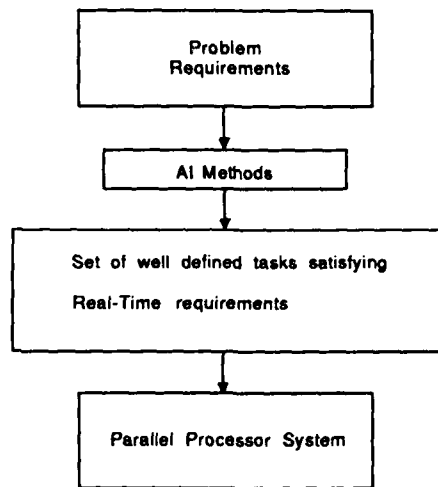 Problem
Requirements
AI Methods
Set of well defined tasks satisfying
Real-Time requirements
Parallel Processor System